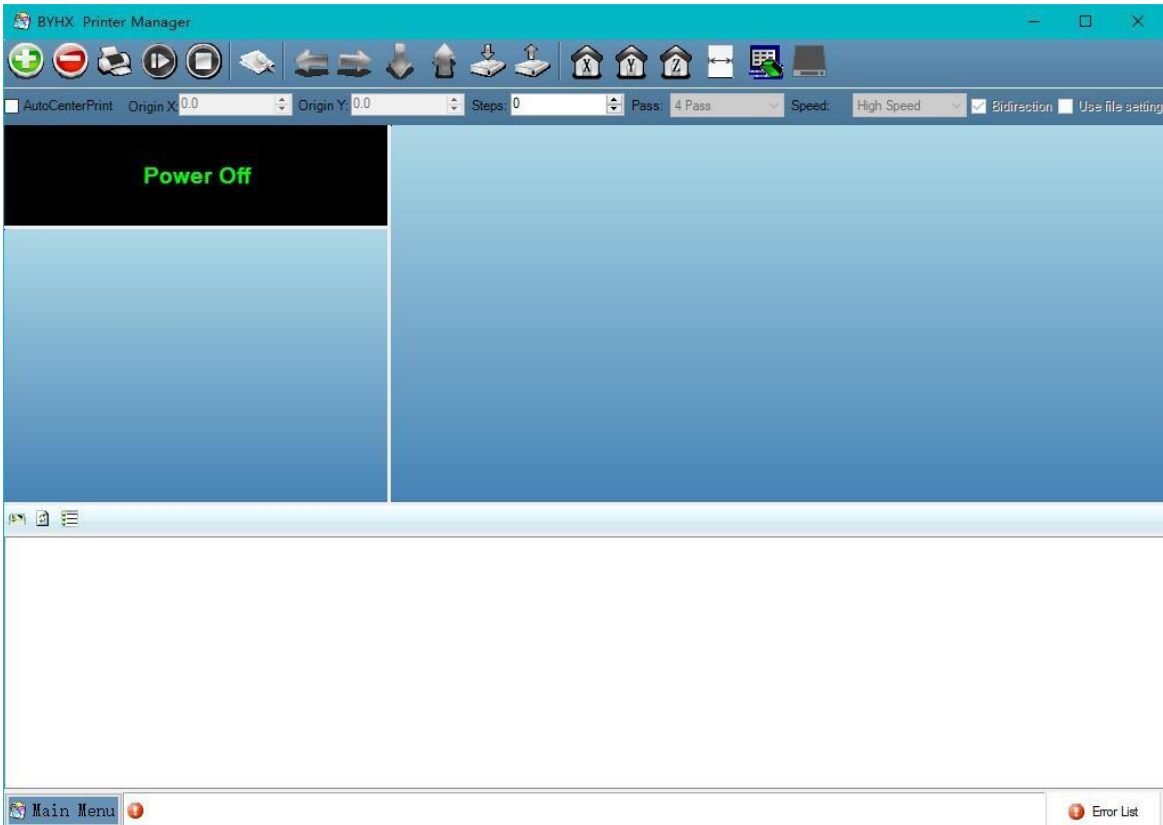 BYHX Printer Manager
X Y Z
AutoCenterPrint Origin X: 0.0 Origin Y: 0.0 Steps: 0 Pass: 4 Pass Speed: High Speed Bidirection Use file setting
Power Off
Main Menu Error List